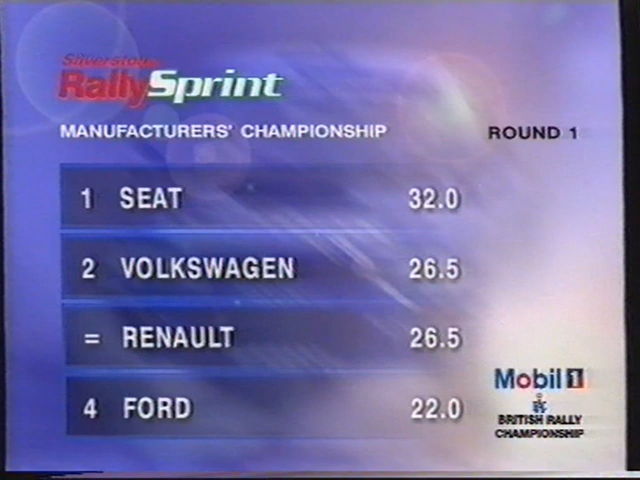 Silverstone
RallySprint
MANUFACTURERS' CHAMPIONSHIP ROUND 1
1 SEAT 32.0
2 VOLKSWAGEN 26.5
= RENAULT 26.5
4 FORD 22.0
Mobil 1
BRITISH RALLY
CHAMPIONSHIP